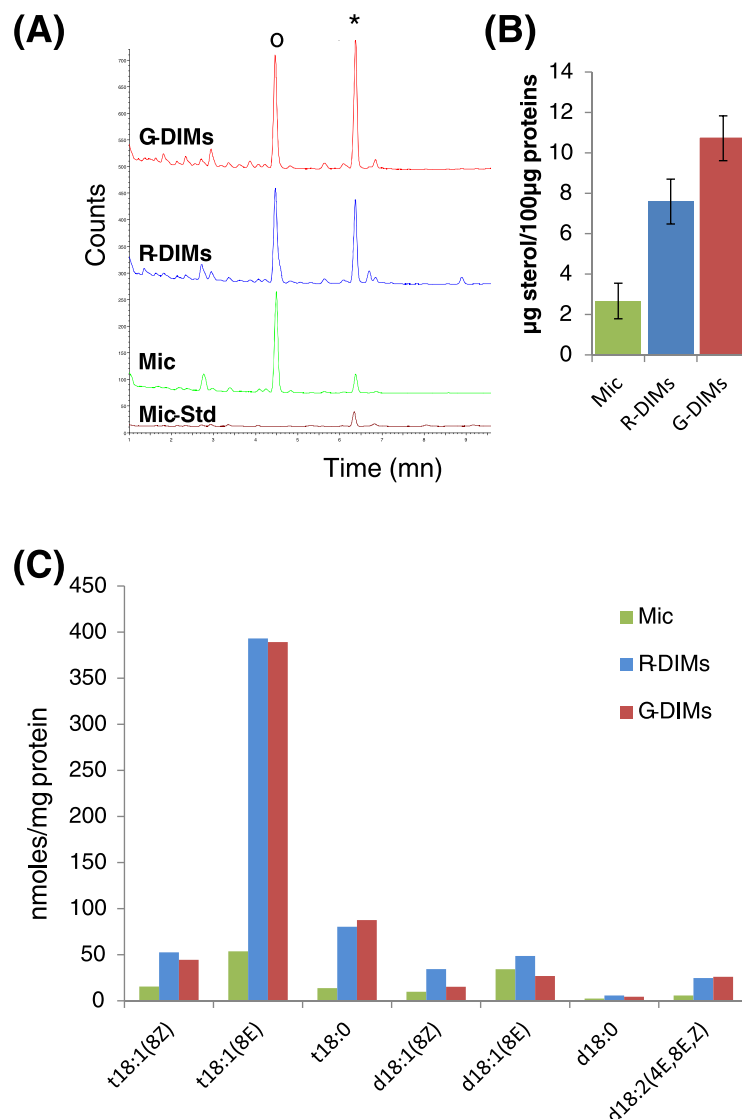 (A)
O
*
G-DIMs
R-DIMs
Mic
Mic-Std
Counts
Time (mn)
(B)
14
12
10
8
6
4
2
0
µg sterol/100µg proteins
Mic
R-DIMs
G-DIMs
(C)
450
400
350
300
250
200
150
100
50
0
nmoles/mg protein
Mic
R-DIMs
G-DIMs
t18:1(8Z)
t18:1(8E)
t18:0
d18:1(8Z)
d18:1(8E)
d18:0
d18:2(4E,8E,Z)